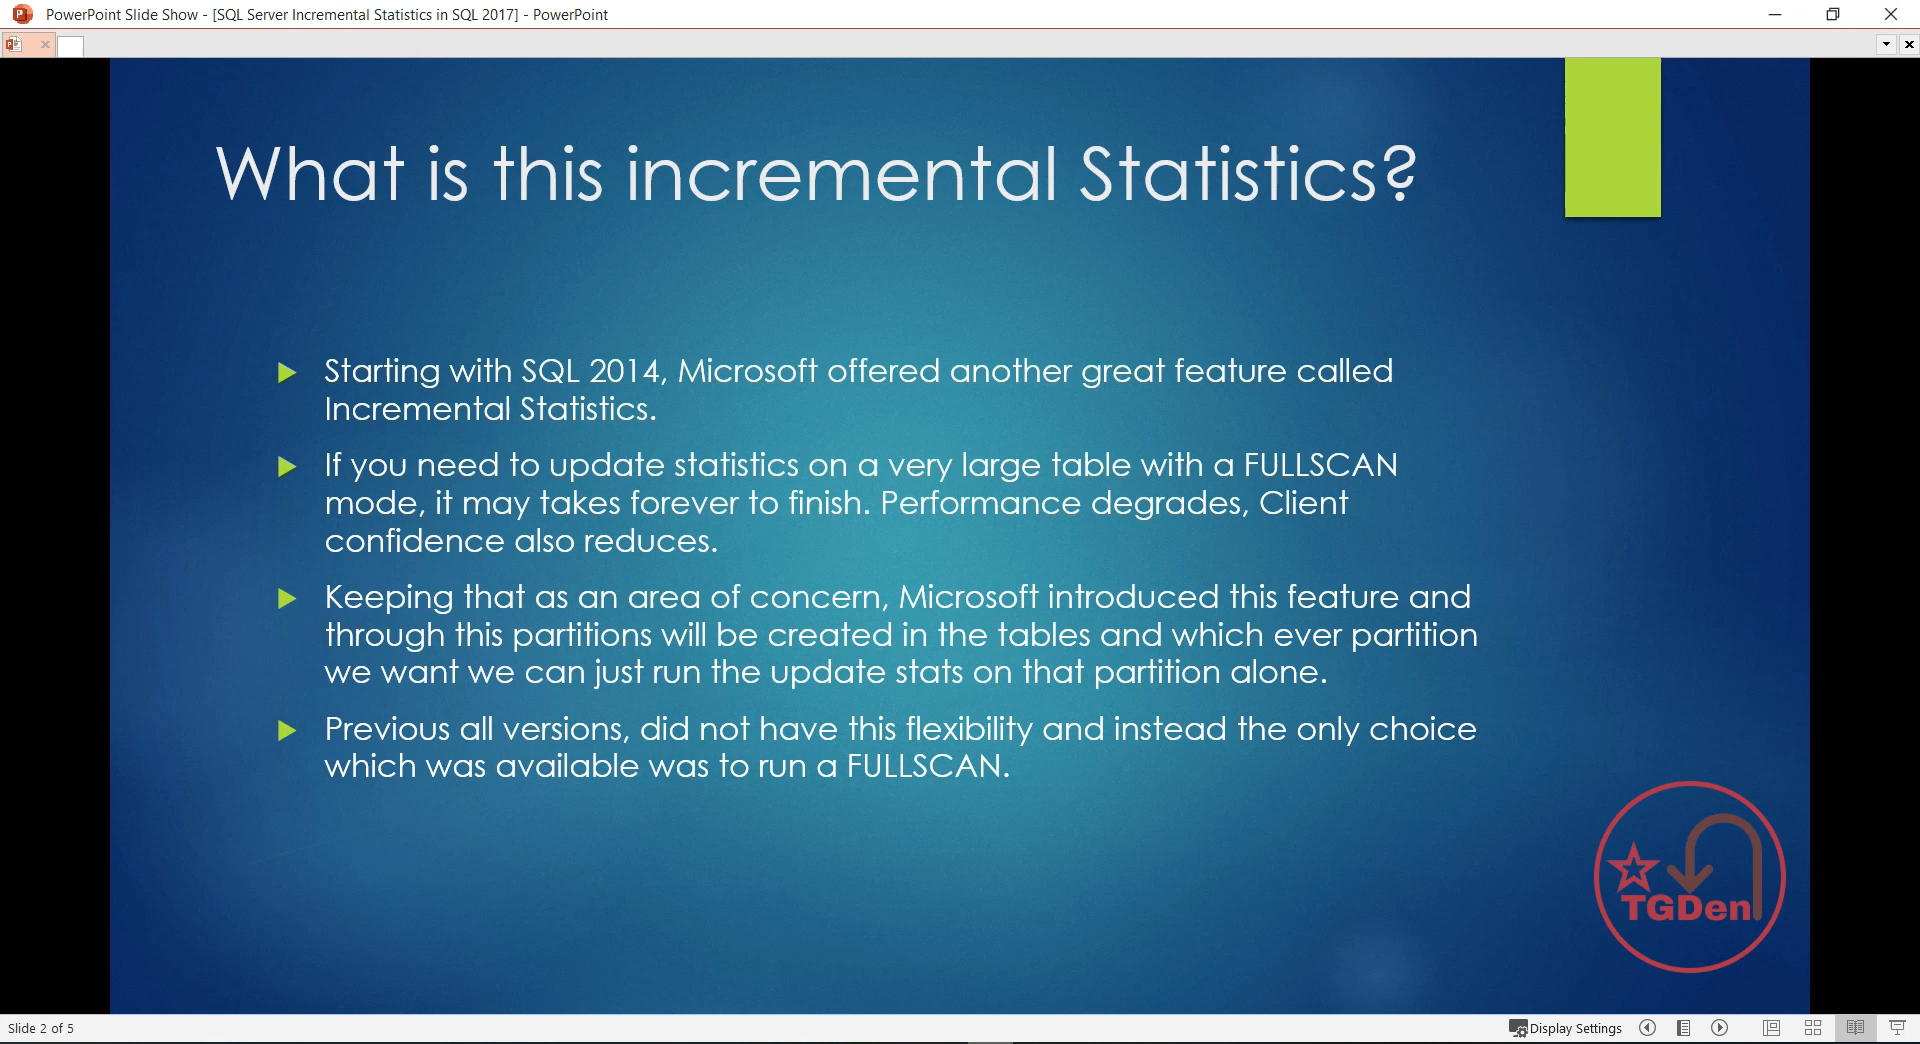 PowerPoint Slide Show - [SQL Server Incremental Statistics in SQL 2017] - PowerPoint
What is this incremental Statistics?
Starting with SQL 2014, Microsoft offered another great feature called
Incremental Statistics.
If you need to update statistics on a very large table with a FULLSCAN
mode, it may takes forever to finish. Performance degrades, Client
confidence also reduces.
Keeping that as an area of concern, Microsoft introduced this feature and
through this partitions will be created in the tables and which ever partition
we want we can just run the update stats on that partition alone.
Previous all versions, did not have this flexibility and instead the only choice
which was available was to run a FULLSCAN.
TGDen
Slide 2 of 5
Display Settings